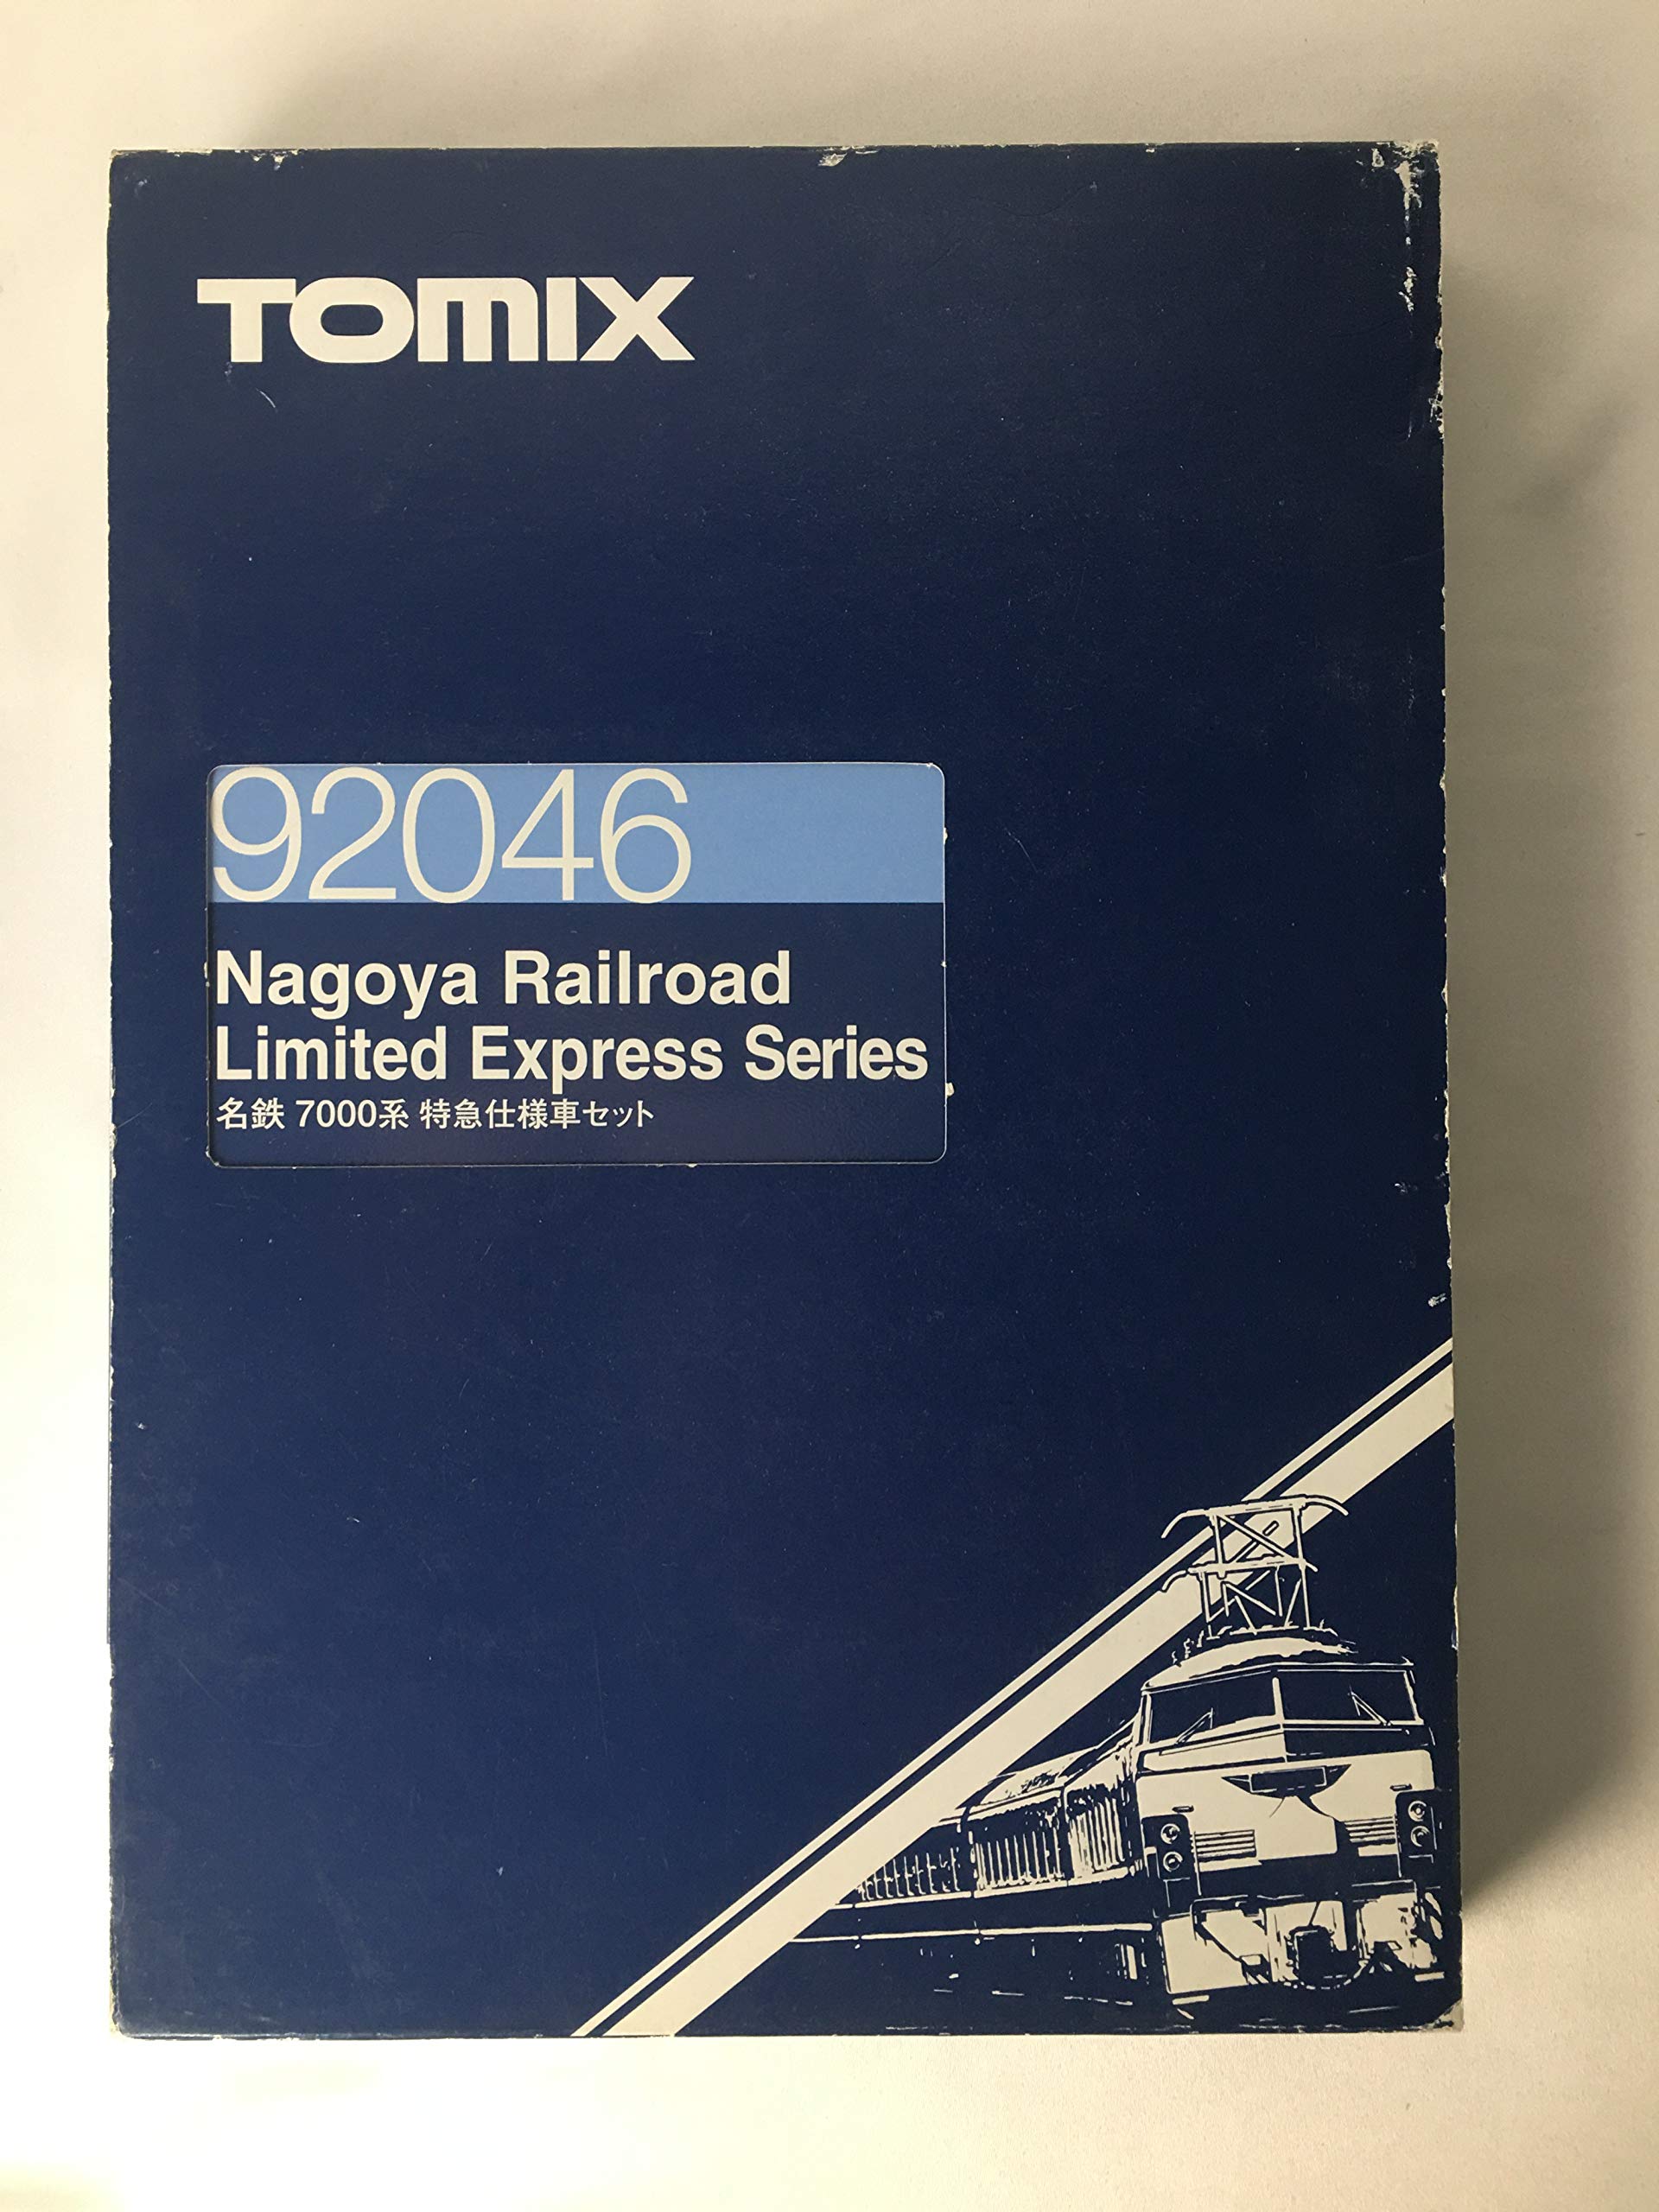 TOMIX
92046
Nagoya Railroad
Limited Express Series
名鉄 7000系 特急仕様車セット